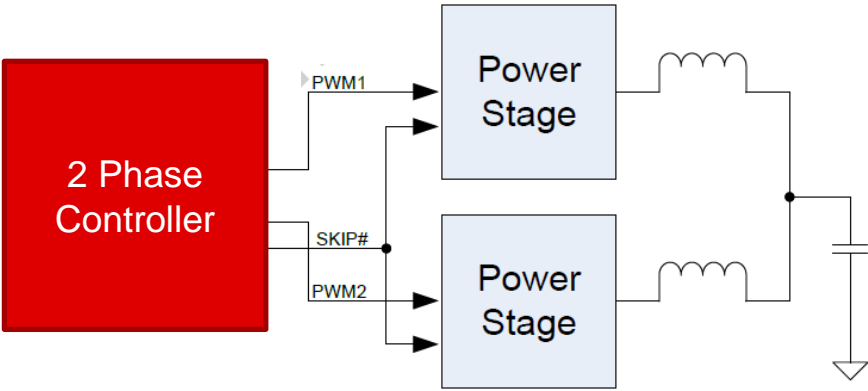 2 Phase
Controller
PWM1
SKIP#
PWM2
Power
Stage
Power
Stage